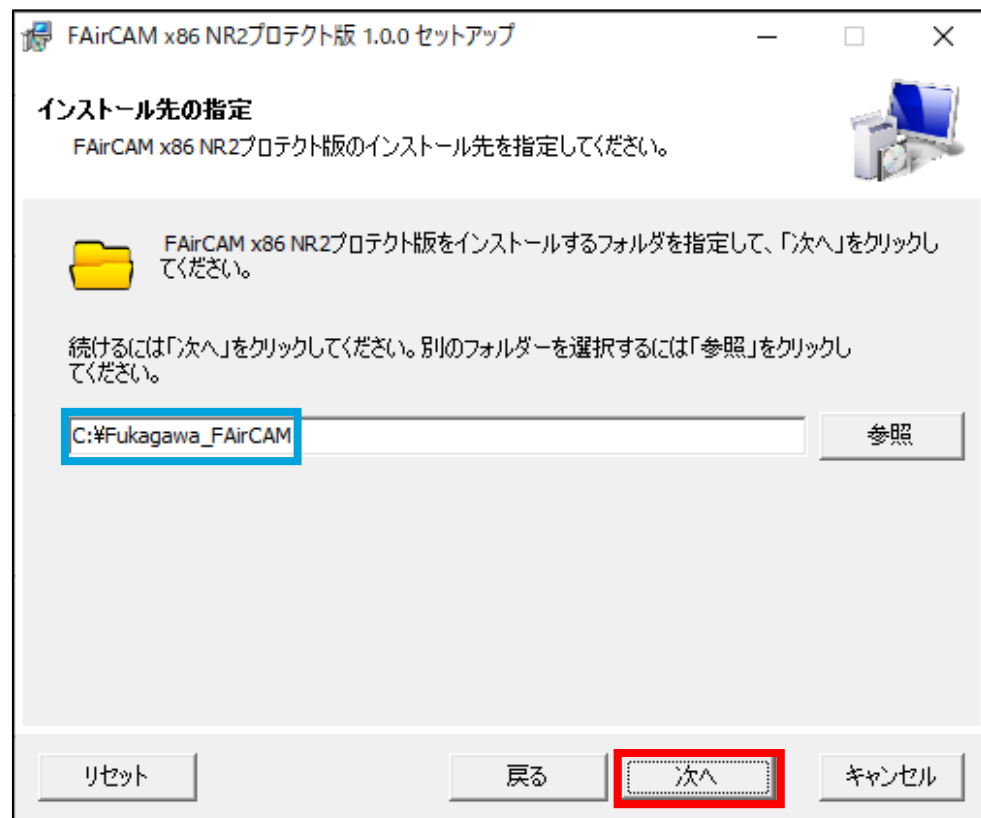 FAirCAM x86 NR2プロテクト版 1.0.0 セットアップ
インストール先の指定
FAirCAM x86 NR2プロテクト版のインストール先を指定してください。
FAirCAM x86 NR2プロテクト版をインストールするフォルダを指定して、「次へ」をクリックし
てください。
続けるには「次へ」をクリックしてください。別のフォルダーを選択するには「参照」をクリックし
てください。
C:¥Fukagawa_FAirCAM
参照
リセット
戻る
次へ
キャンセル